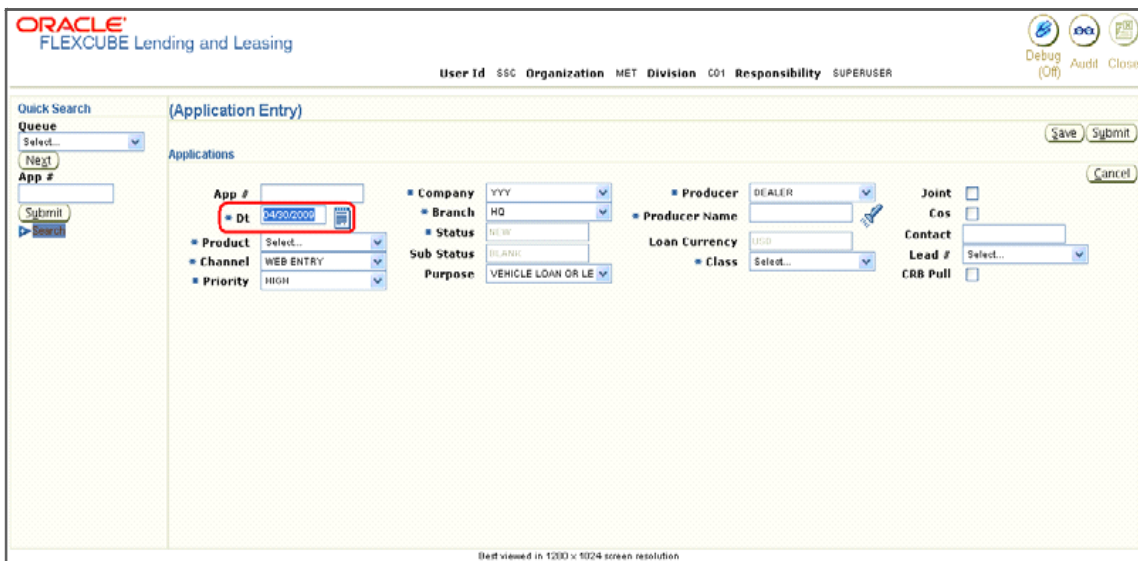 ORACLE
FLEXCUBE Lending and Leasing
Debug (Off)
Audit
Close
User Id SSC Organization MET Division C01 Responsibility SUPERUSER
Quick Search
Queue
Select...
Next
App #
Submit
Search
(Application Entry)
Save Submit
Applications
Cancel
App #
Dt 04/30/2009
Product Select...
Channel WEB ENTRY
Priority HIGH
Company YYY
Branch HQ
Status NEW
Sub Status BLANK
Purpose VEHICLE LOAN OR LE
Producer DEALER
Producer Name
Loan Currency USD
Class Select...
Joint
Cos
Contact
Lead # Select...
CRB Pull
Best viewed in 1280 x 1024 screen resolution